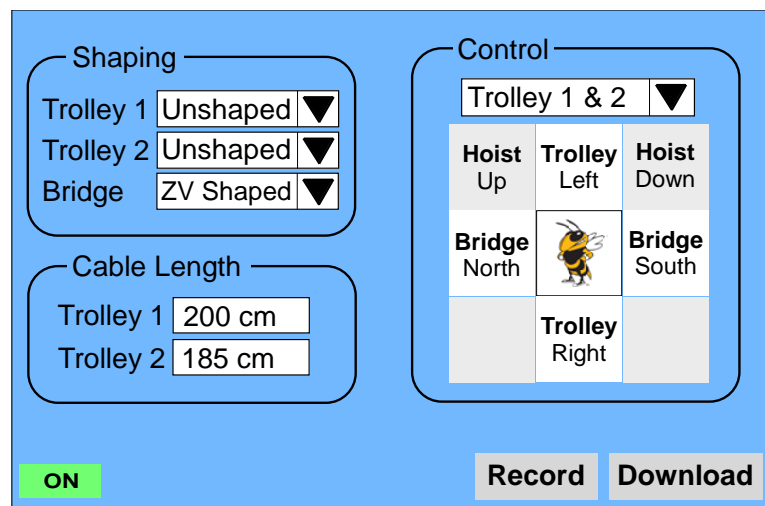 Shaping
Trolley 1 Unshaped
Trolley 2 Unshaped
Bridge ZV Shaped
Cable Length
Trolley 1 200 cm
Trolley 2 185 cm
Control
Trolley 1 & 2
Hoist Trolley Hoist
Up Left Down
Bridge Bridge
North South
Trolley
Right
ON Record Download